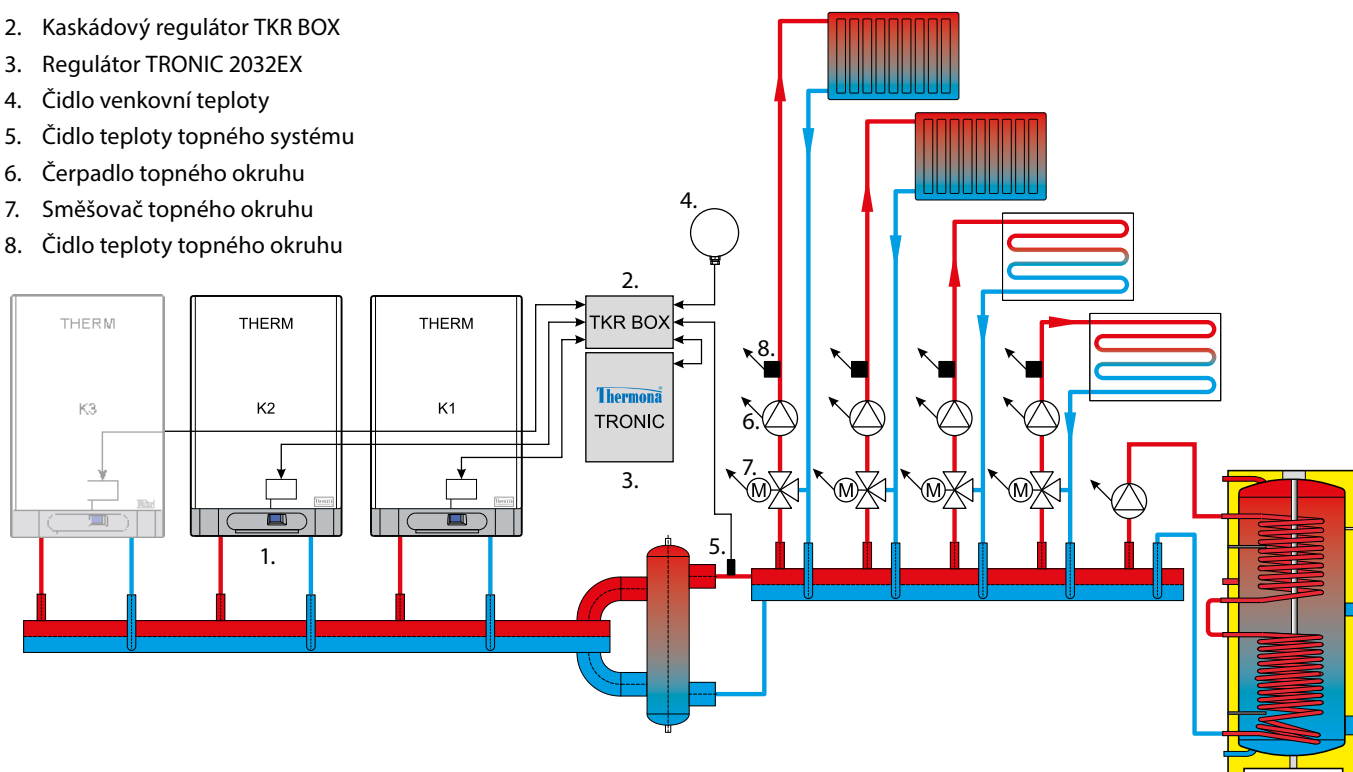 2. Kaskádový regulátor TKR BOX
3. Regulátor TRONIC 2032EX
4. Čidlo venkovní teploty
5. Čidlo teploty topného systému
6. Čerpadlo topného okruhu
7. Směšovač topného okruhu
8. Čidlo teploty topného okruhu
4.
2.
THERM
THERM
THERM
TKR BOX
8.
K3
K2
K1
Thermona
TRONIC
6.
3.
7.
M
M
M
M
1.
5.